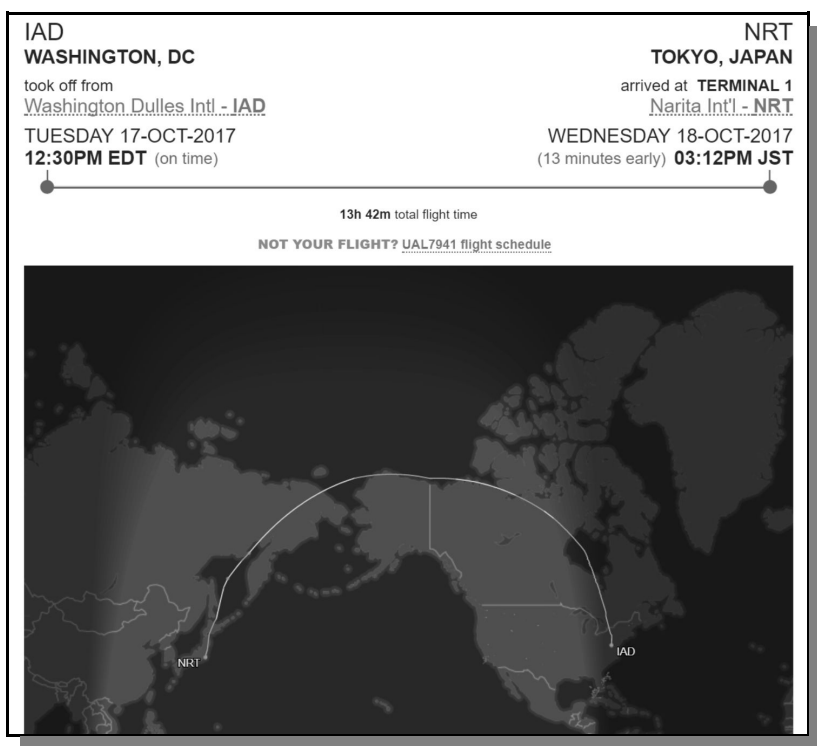 IAD
WASHINGTON, DC
took off from
Washington Dulles Intl - IAD
TUESDAY 17-OCT-2017
12:30PM EDT (on time)
NRT
TOKYO, JAPAN
arrived at TERMINAL 1
Narita Int'l - NRT
WEDNESDAY 18-OCT-2017
(13 minutes early) 03:12PM JST
13h 42m total flight time
NOT YOUR FLIGHT? UAL7941 flight schedule
NRT
IAD